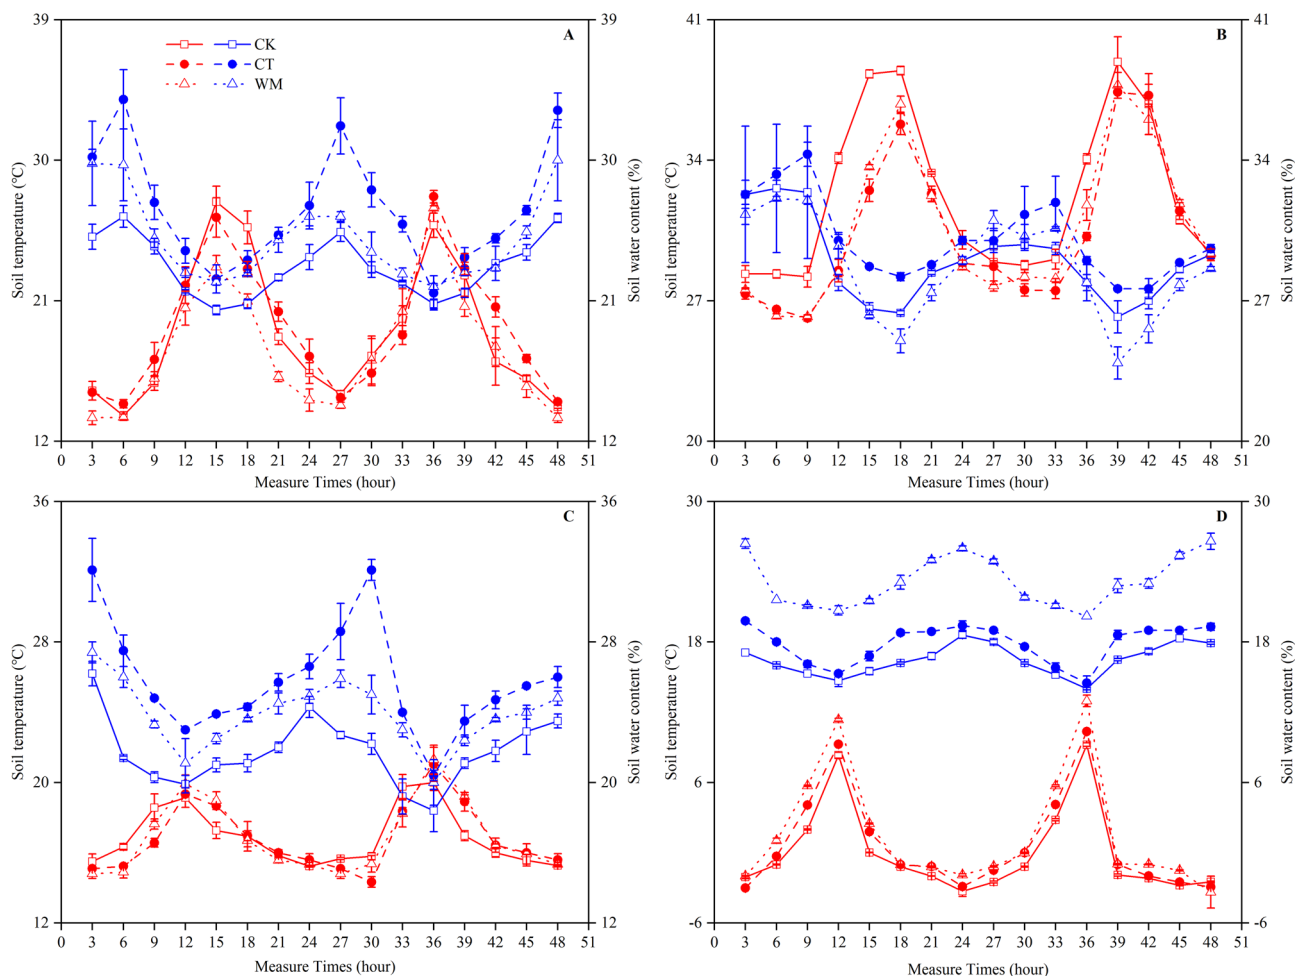 39 39 41 41
A
B
CK
CT
WM
30 30 34 34
Soil temperature (°C) Soil water content (%) Soil temperature (°C) Soil water content (%)
21 21 27 27
12 12 20 20
0 3 6 9 12 15 18 21 24 27 30 33 36 39 42 45 48 51 0 3 6 9 12 15 18 21 24 27 30 33 36 39 42 45 48 51
Measure Times (hour) Measure Times (hour)
36 36 30 30
C D
28 28 18 18
Soil temperature (°C) Soil water content (%) Soil temperature (°C) Soil water content (%)
20 20 6 6
12 12 -6 -6
0 3 6 9 12 15 18 21 24 27 30 33 36 39 42 45 48 51 0 3 6 9 12 15 18 21 24 27 30 33 36 39 42 45 48 51
Measure Times (hour) Measure Times (hour)